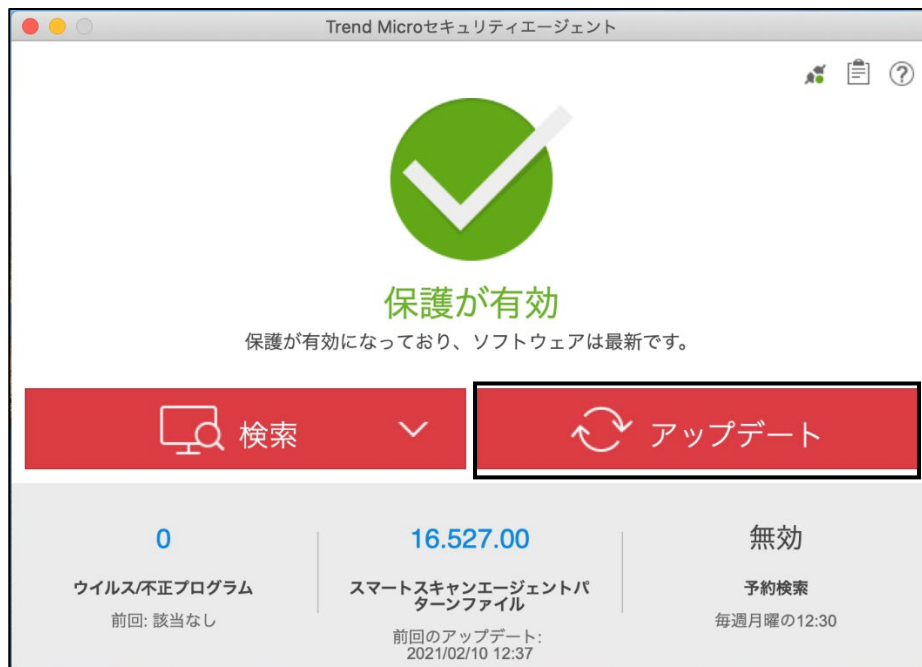 Trend Microセキュリティエージェント
保護が有効
保護が有効になっており、ソフトウェアは最新です。
検索
アップデート
0
ウイルス/不正プログラム
前回: 該当なし
16.527.00
スマートスキャンエージェントパ
ターンファイル
前回のアップデート:
2021/02/10 12:37
無効
予約検索
毎週月曜の12:30